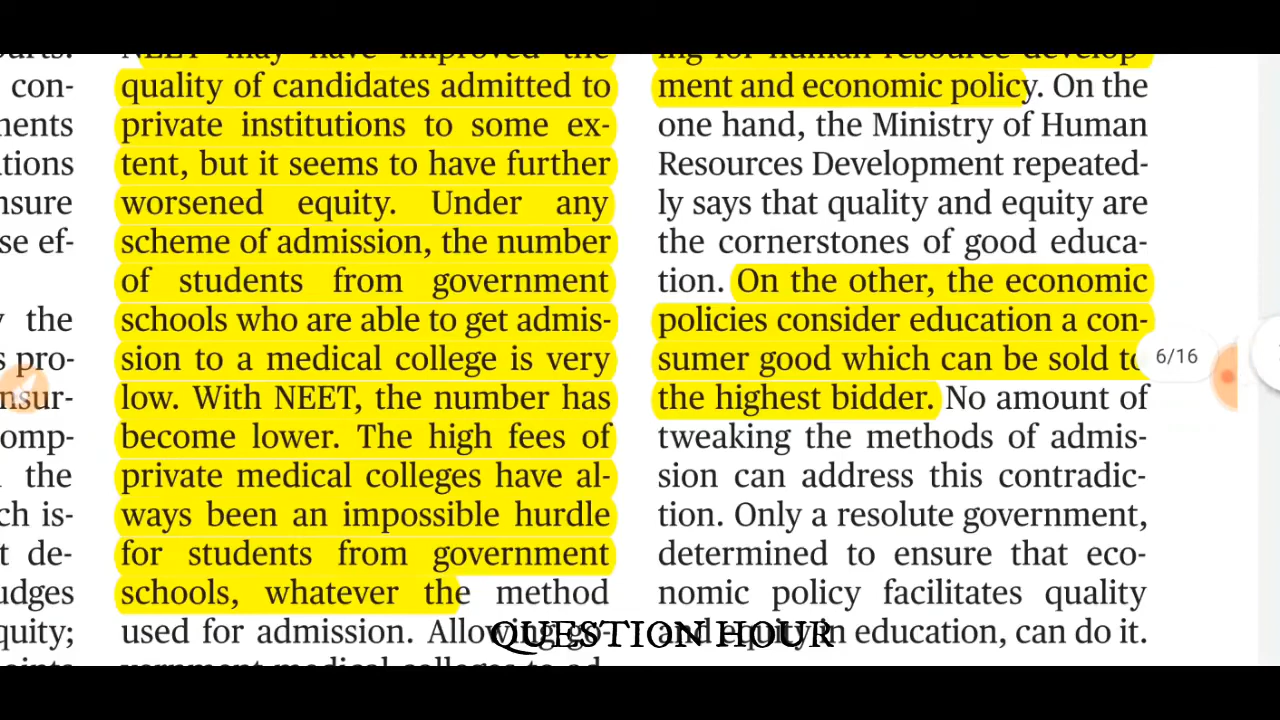 con-
quality of candidates admitted to
private institutions to some ex-
tent, but it seems to have further
worsened equity. Under any
scheme of admission, the number
of students from government
schools who are able to get admis-
sion to a medical college is very
low. With NEET, the number has
become lower. The high fees of
private medical colleges have al-
ways been an impossible hurdle
for students from government
schools, whatever the method
used for admission. Allowing
ment and economic policy. On the
one hand, the Ministry of Human
Resources Development repeated-
ly says that quality and equity are
the cornerstones of good educa-
tion. On the other, the economic
policies consider education a con-
sumer good which can be sold to
the highest bidder. No amount of
tweaking the methods of admis-
sion can address this contradic-
tion. Only a resolute government,
determined to ensure that eco-
nomic policy facilitates quality
and equity in education, can do it.
6/16
QUESTION HOUR